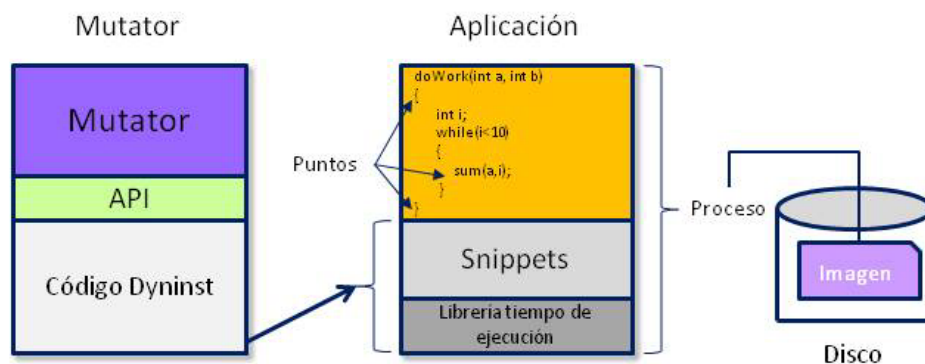 Mutator
Aplicación
Mutator
API
Código Dyninst
Puntos
doWork(int a, int b)
{
int i;
while(i<10)
{
sum(a,i);
}
}
Snippets
Librería tiempo de
ejecución
Proceso
Imagen
Disco